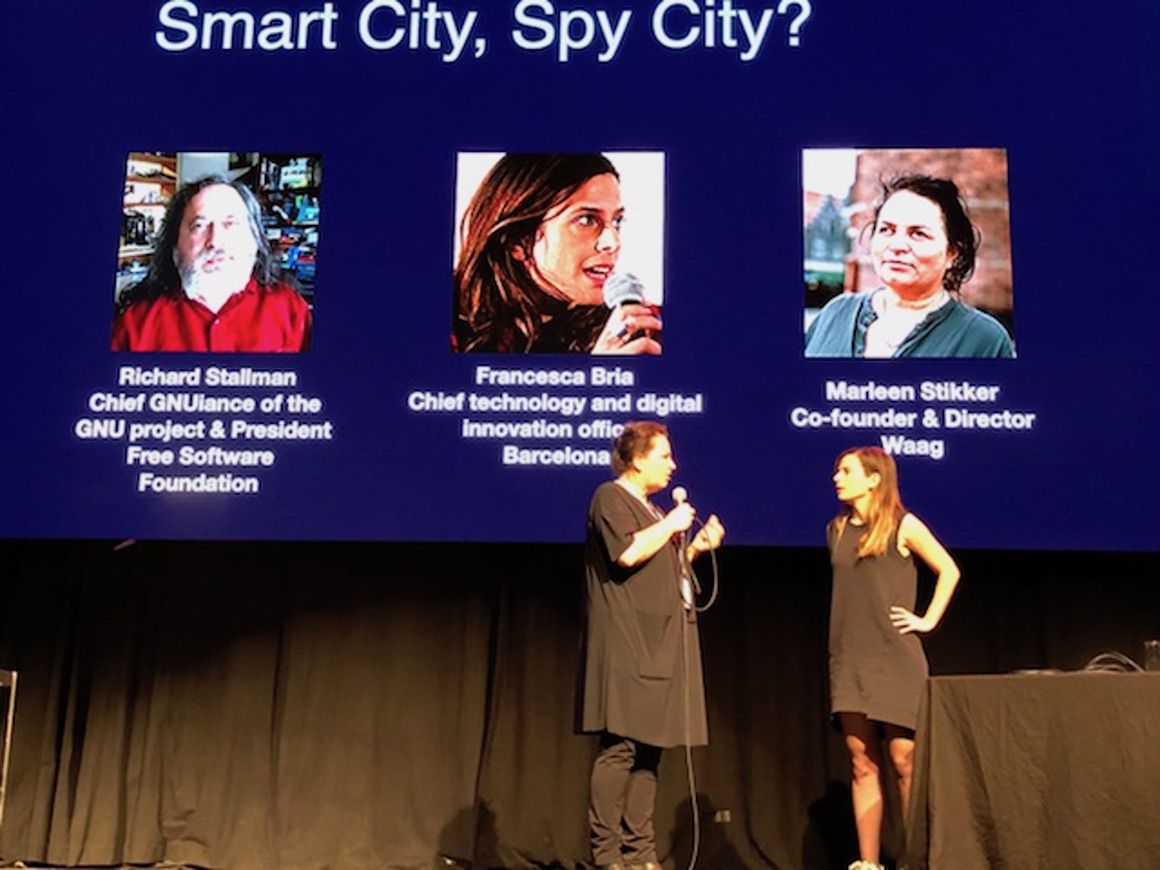 Smart City, Spy City?
Richard Stallman
Chief GNUiance of the
GNU project & President
Free Software
Foundation
Francesca Bria
Chief technology and digital
innovation
Barcelona
Marleen Stikker
Co-founder & Director
Waag